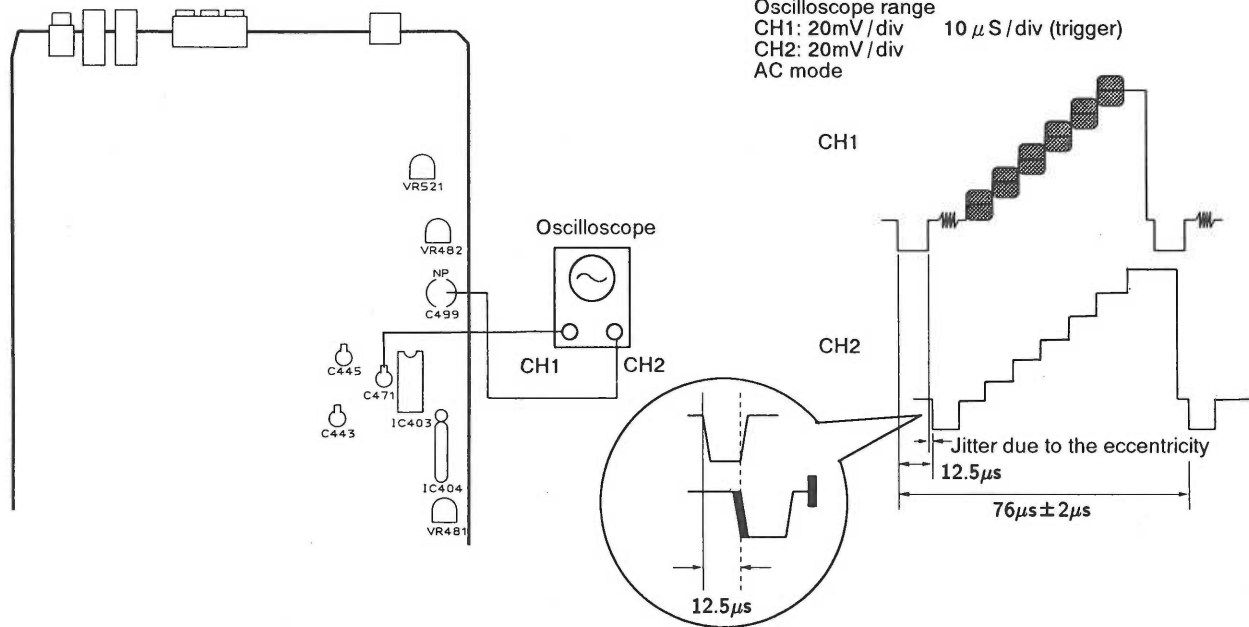 Oscilloscope range
CH1: 20mV/div 10 μS/div (trigger)
CH2: 20mV/div
AC mode
CH1
VR521
Oscilloscope
VR482
NP
C499
CH1 CH2
CH2
C445
C471
C443
IC403
Jitter due to the eccentricity
12.5μs
IC404
76μs±2μs
VR481
12.5μs